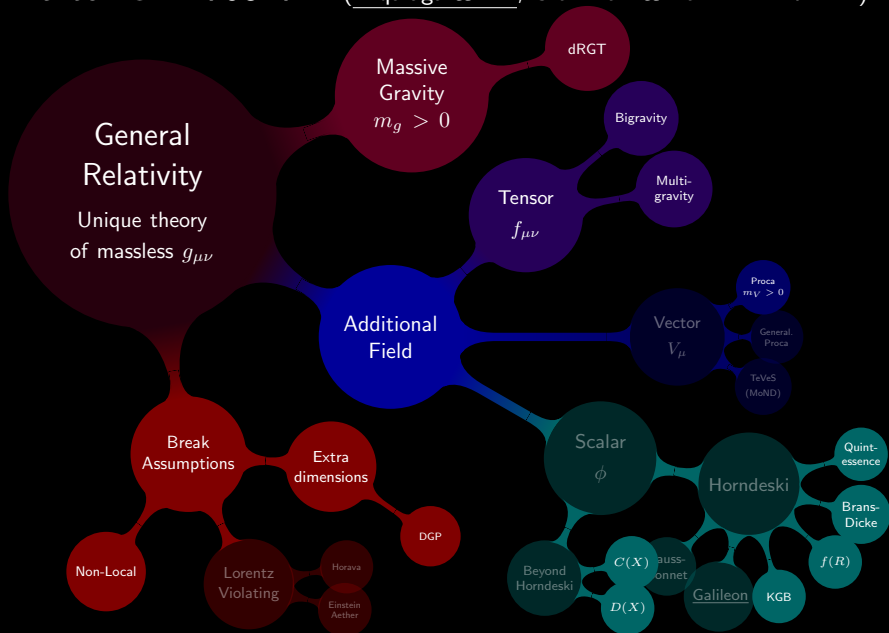 General
Relativity
Unique theory
of massless $g_{\mu\nu}$
Massive
Gravity
$m_g > 0$
dRGT
Tensor
$f_{\mu\nu}$
Bigravity
Multi-
gravity
Additional
Field
Vector
$V_\mu$
Proca
$m_V > 0$
General.
Proca
TeVeS
(MoND)
Break
Assumptions
Extra
dimensions
DGP
Non-Local
Lorentz
Violating
Horava
Einstein
Aether
Scalar
$\phi$
Horndeski
Quint-
essence
Brans-
Dicke
$f(R)$
KGB
Galileon
Beyond
Horndeski
$C(X)$
$D(X)$